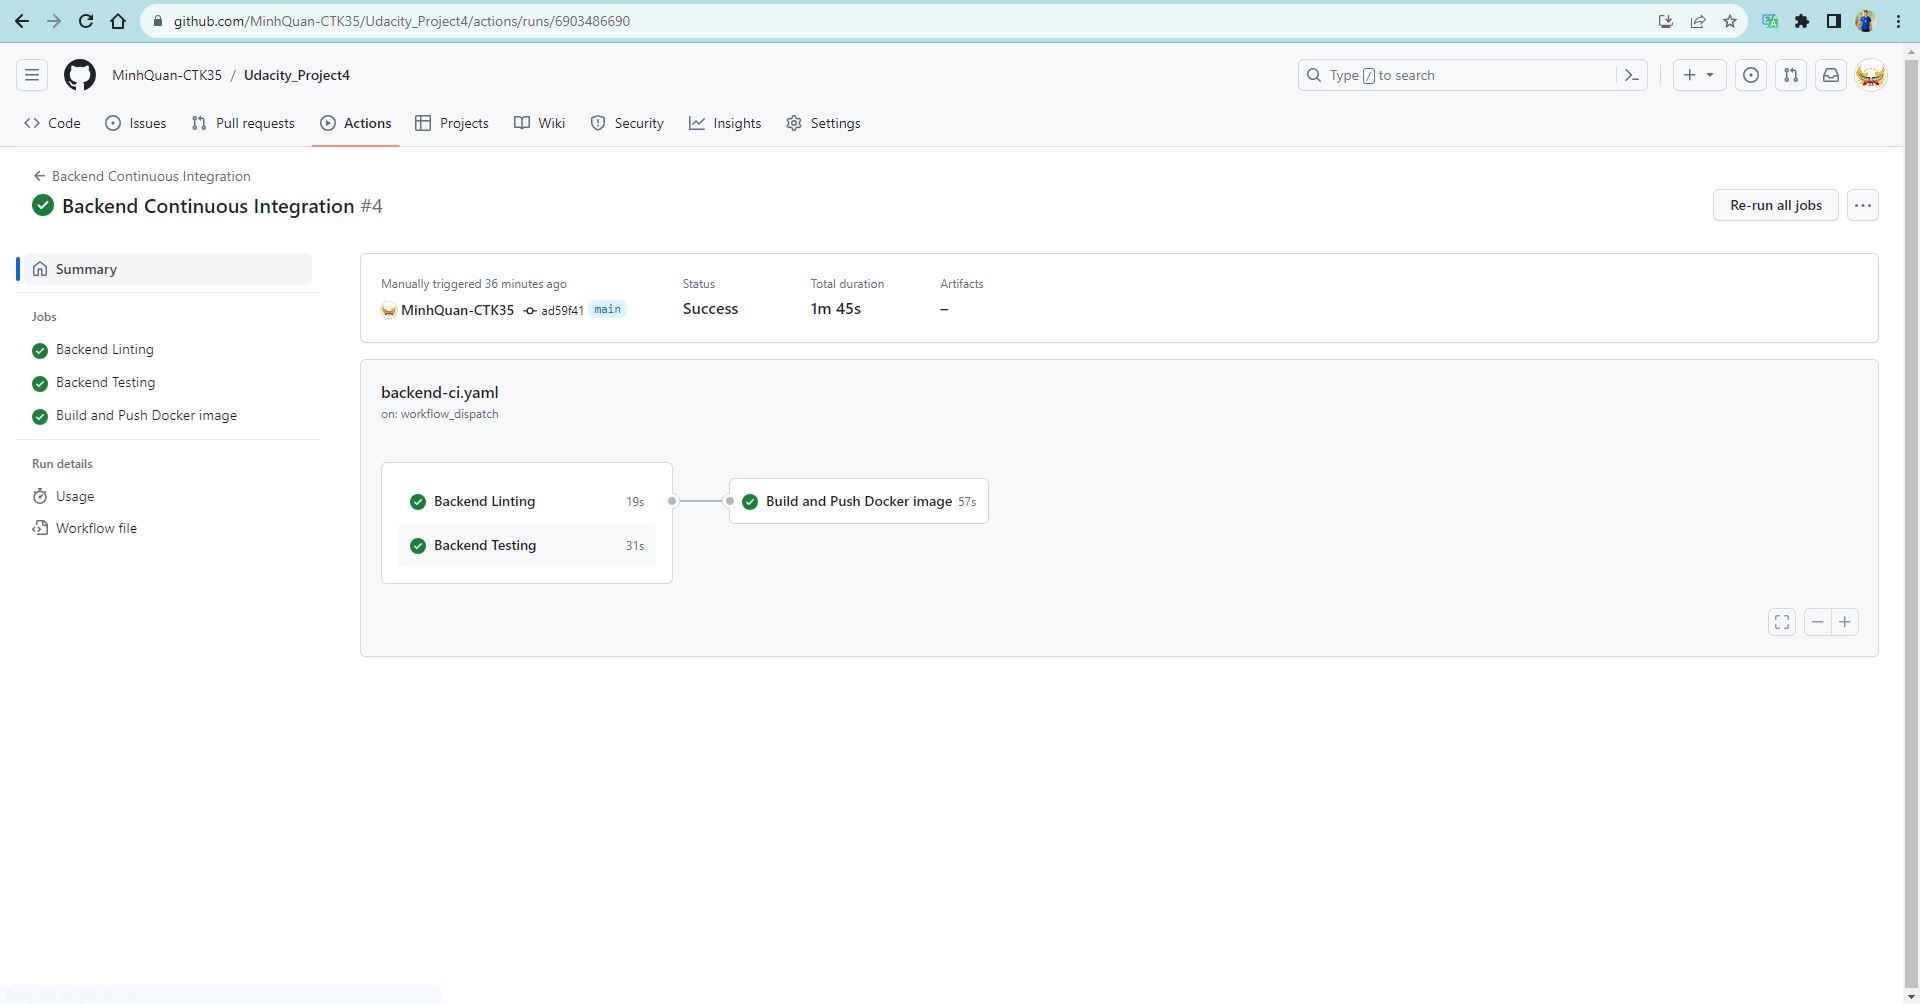 github.com/MinhQuan-CTK35/Udacity_Project4/actions/runs/6903486690
MinhQuan-CTK35 / Udacity_Project4
Type / to search
Code Issues Pull requests Actions Projects Wiki Security Insights Settings
Backend Continuous Integration
Backend Continuous Integration #4
Re-run all jobs
Summary
Jobs
Backend Linting
Backend Testing
Build and Push Docker image
Run details
Usage
Workflow file
Manually triggered 36 minutes ago
MinhQuan-CTK35 ad59f41 main
Status
Success
Total duration
1m 45s
Artifacts
–
backend-ci.yaml
on: workflow_dispatch
Backend Linting 19s
Backend Testing 31s
Build and Push Docker image 57s